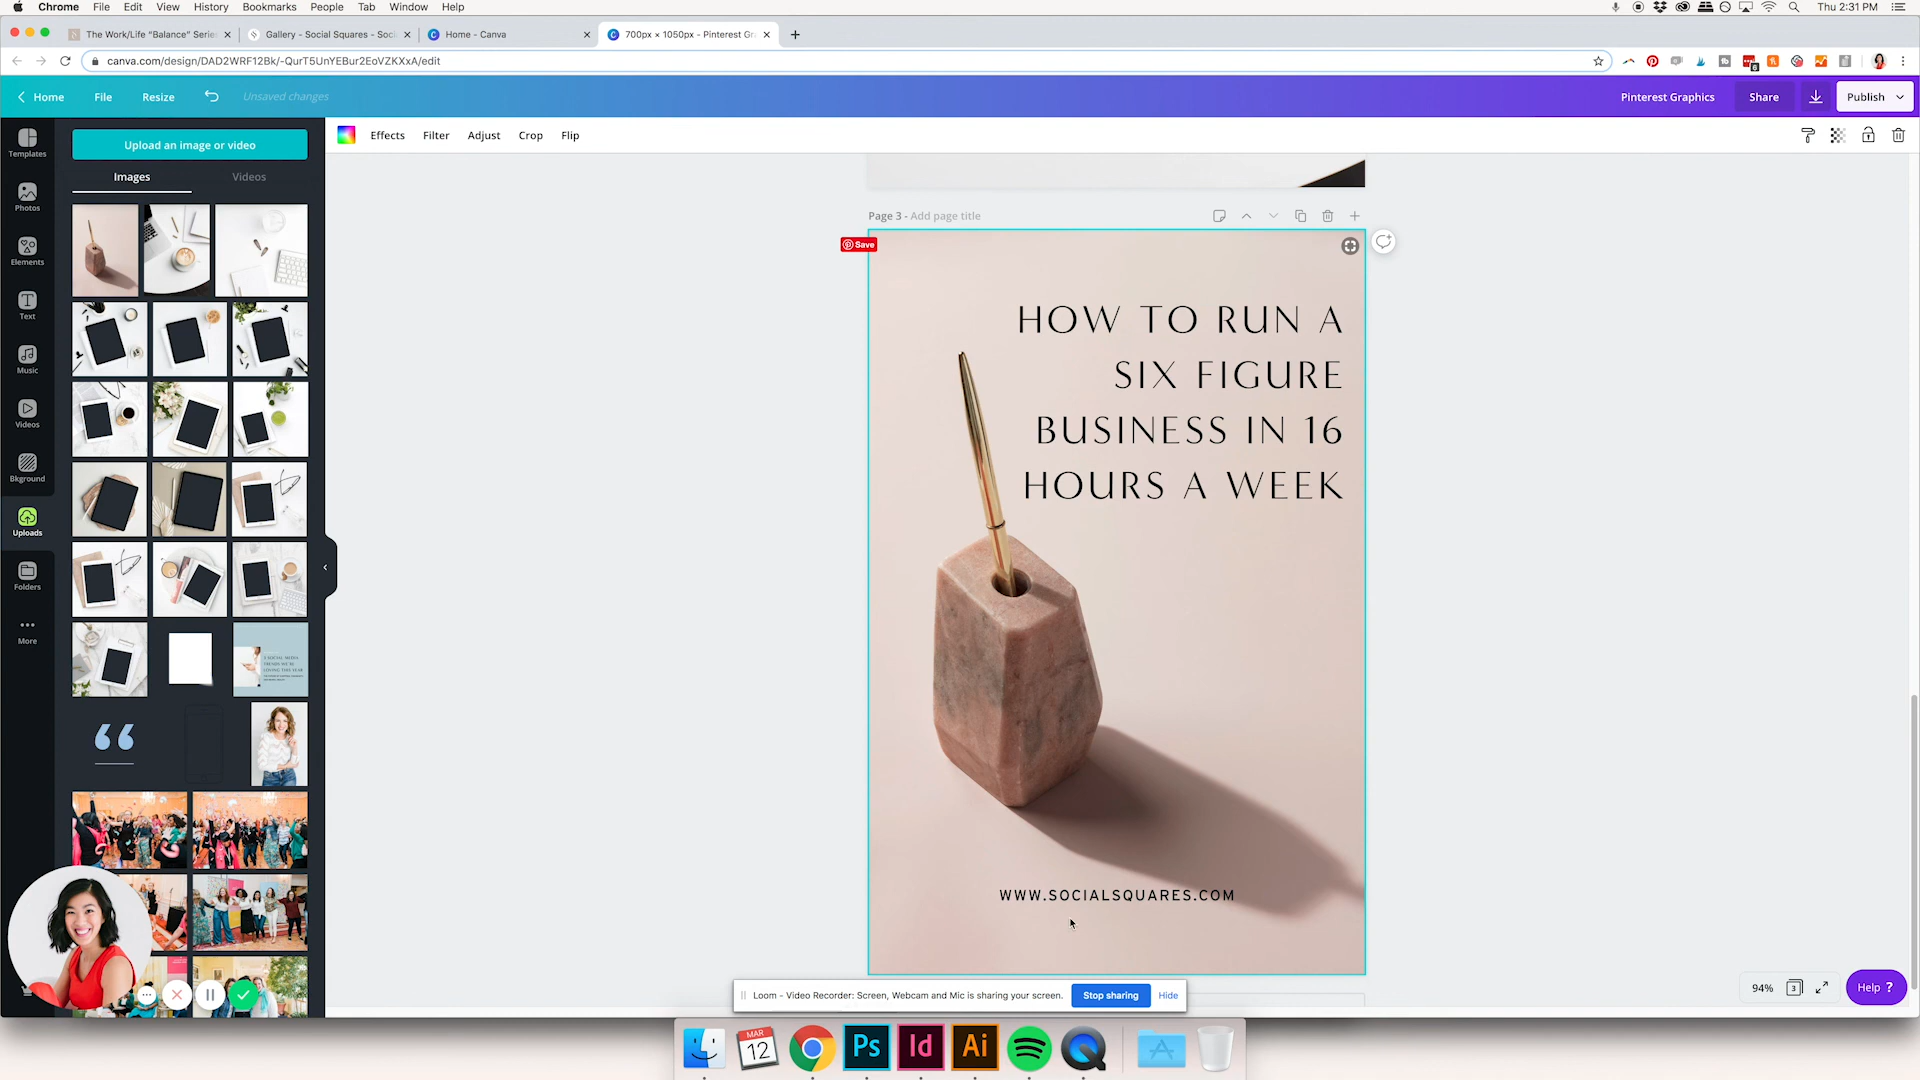 Chrome File Edit View History Bookmarks People Tab Window Help Thu 2:31 PM
The Work/Life “Balance” Serie Gallery - Social Squares - Soci Home - Canva 700px × 1050px - Pinterest Gr
canva.com/design/DAD2WRF12Bk/-QurT5UnYEBur2EoVZKXxA/edit
Home File Resize Unsaved changes Pinterest Graphics Share Publish
Effects Filter Adjust Crop Flip
Templates
Photos
Elements
Text
Music
Videos
Bkground
Uploads
Folders
More
Upload an image or video
Images Videos
Page 3 - Add page title
Save
HOW TO RUN A
SIX FIGURE
BUSINESS IN 16
HOURS A WEEK
WWW.SOCIALSQUARES.COM
Loom - Video Recorder: Screen, Webcam and Mic is sharing your screen. Stop sharing Hide
94% 3 Help ?
MAR
12
Ps Id Ai